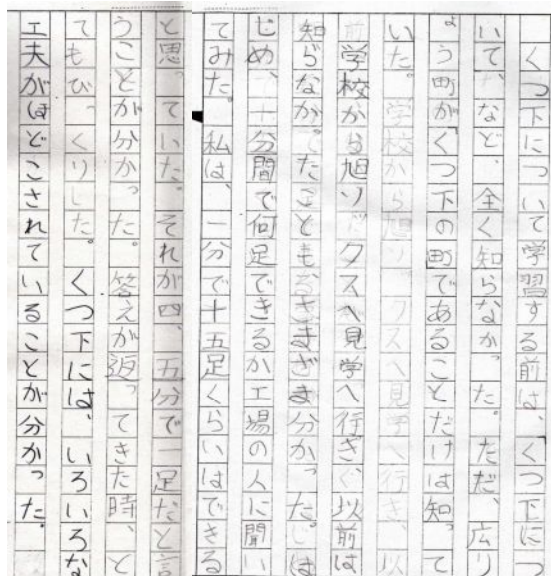 くつ下について学習する前は、くつ下につ
いて、など、全く知らなかった。ただ、広り
ょう町がくつ下の町であることだけは知って
いた。学校から旭ソックスへ見学へ行き、以
前学校から旭ソックスへ見学へ行き、以前は
知らなかったこともさまざま分かった。は
じめ、十分間で何足できるか工場の人に聞い
てみた。私は、一分で十五足くらいはできる
と思っていた。それが四、五分で一足だと言
うことが分かった。答えが返ってきた時、と
てもびっくりした。くつ下には、いろいろな
工夫がほどこされていることが分かった。